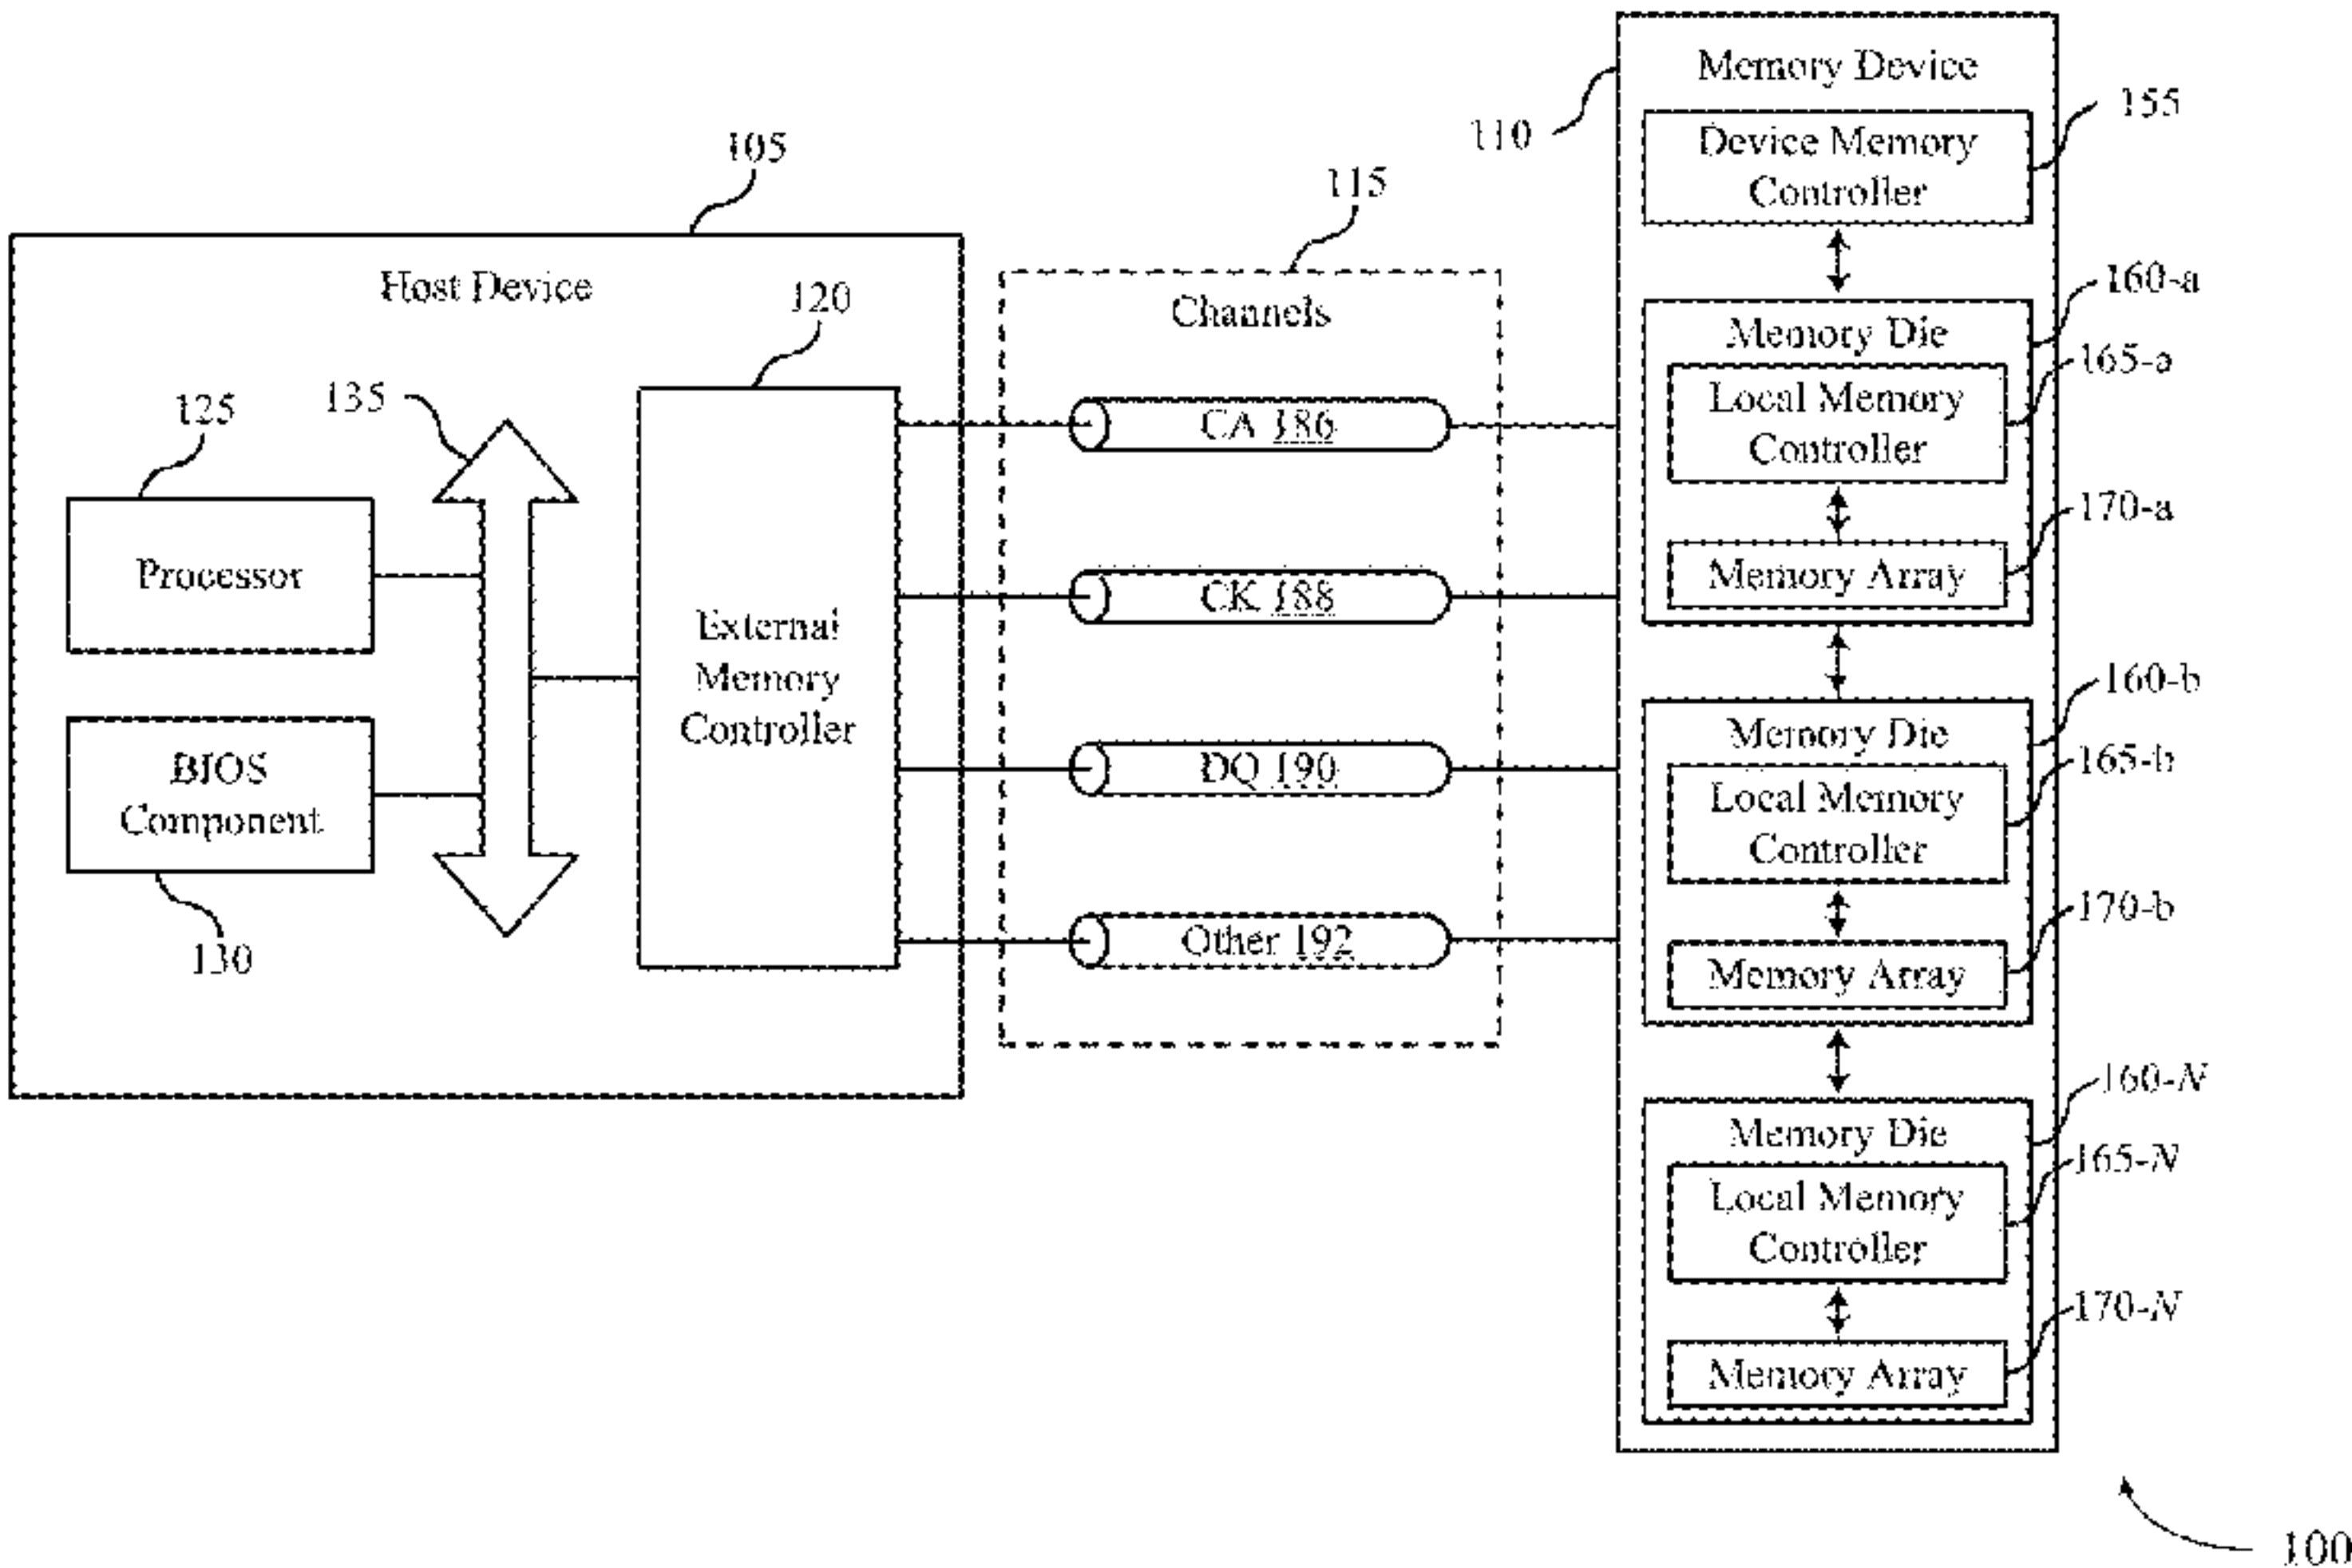 105
Host Device
120
125
135
Processor
BIOS
Component
130
External
Memory
Controller
115
Channels
CA 186
CK 188
DQ 190
Other 192
110
Memory Device
155
Device Memory
Controller
160-a
Memory Die
165-a
Local Memory
Controller
170-a
Memory Array
160-b
Memory Die
165-b
Local Memory
Controller
170-b
Memory Array
160-N
Memory Die
165-N
Local Memory
Controller
170-N
Memory Array
100